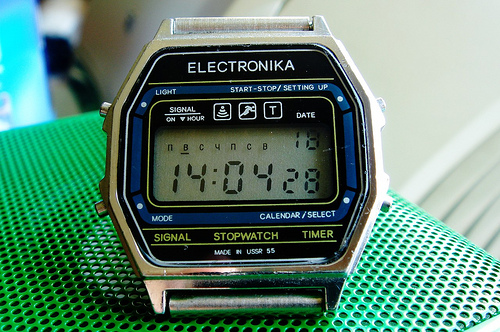 ELECTRONIKA
LIGHT START-STOP/SETTING UP
SIGNAL
ON ▼ HOUR T DATE
18
П В С Ч П С В
14:04 28
MODE CALENDAR/SELECT
SIGNAL STOPWATCH TIMER
MADE IN USSR 55